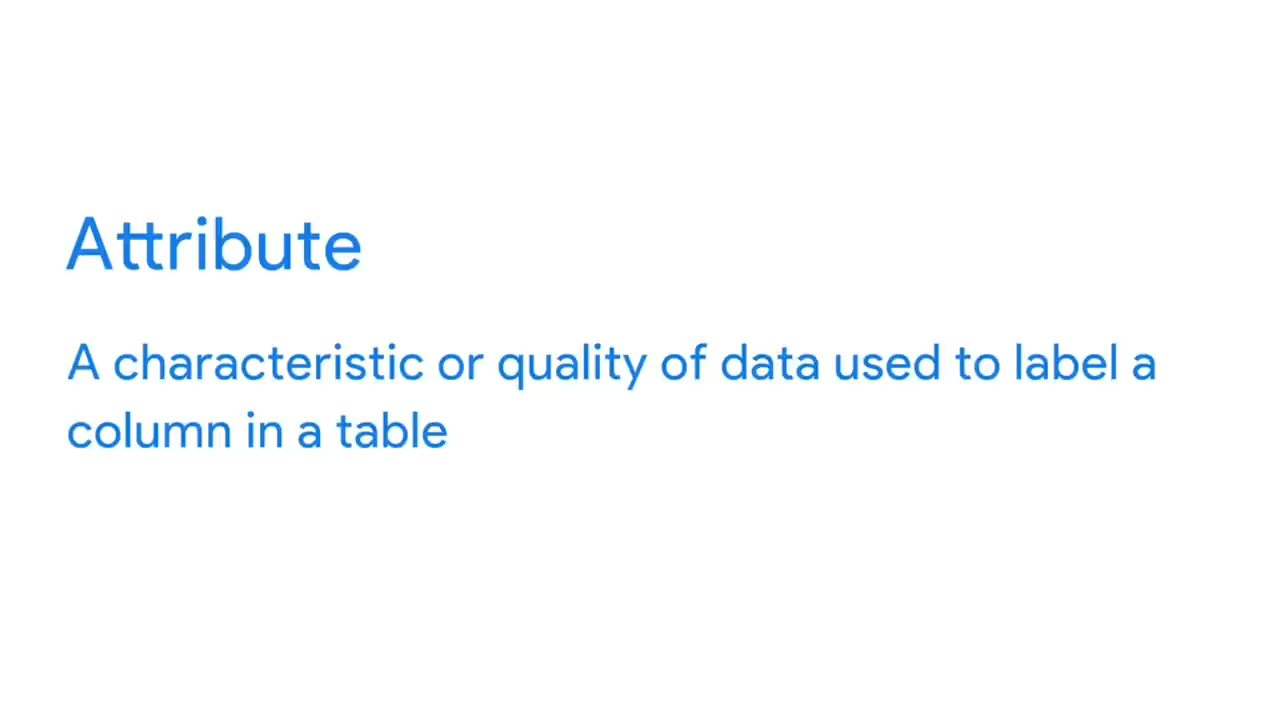 Attribute
A characteristic or quality of data used to label a
column in a table